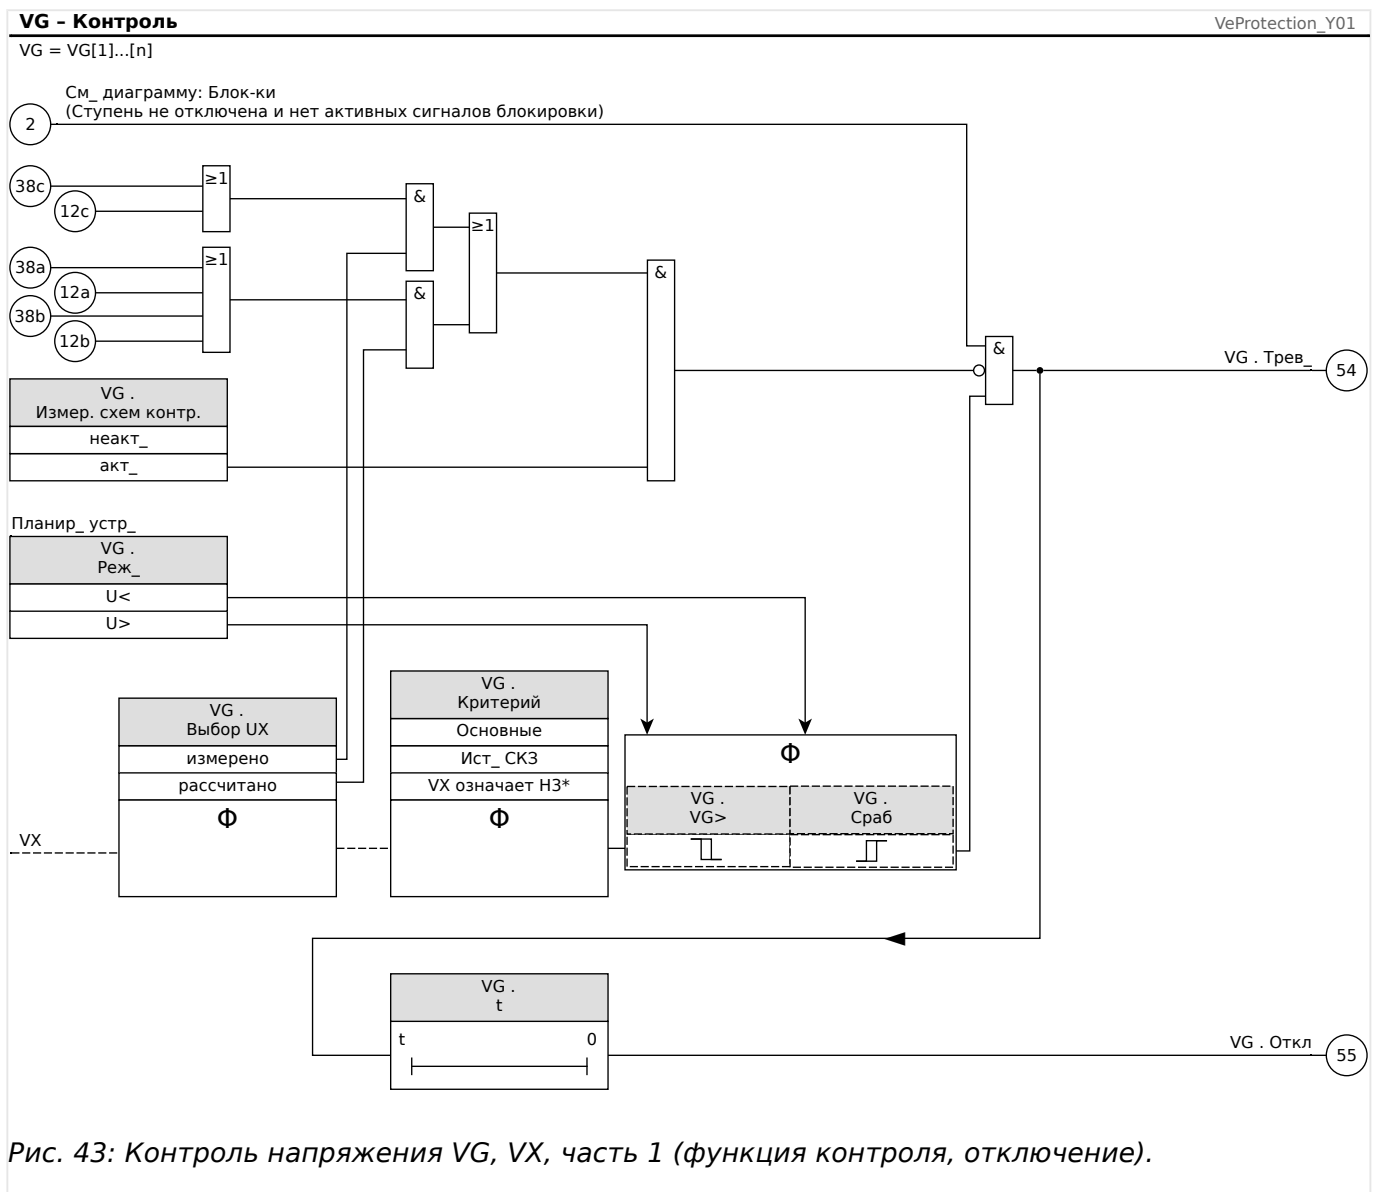 VG – Контроль
VeProtection_Y01
VG = VG[1]...[n]
См_ диаграмму: Блок-ки
(Ступень не отключена и нет активных сигналов блокировки)
2
38c
12c
≥1
&
≥1
38a
12a
38b
12b
≥1
&
&
&
VG . Трев_
54
VG .
Измер. схем контр.
неакт_
акт_
Планир_ устр_
VG .
Реж_
U<
U>
VG .
Выбор UX
измерено
рассчитано
Φ
VX
VG .
Критерий
Основные
Ист_ СКЗ
VX означает НЗ*
Φ
Φ
VG .
VG>
VG .
Сраб
VG .
t
t
0
VG . Откл
55
Рис. 43: Контроль напряжения VG, VX, часть 1 (функция контроля, отключение).